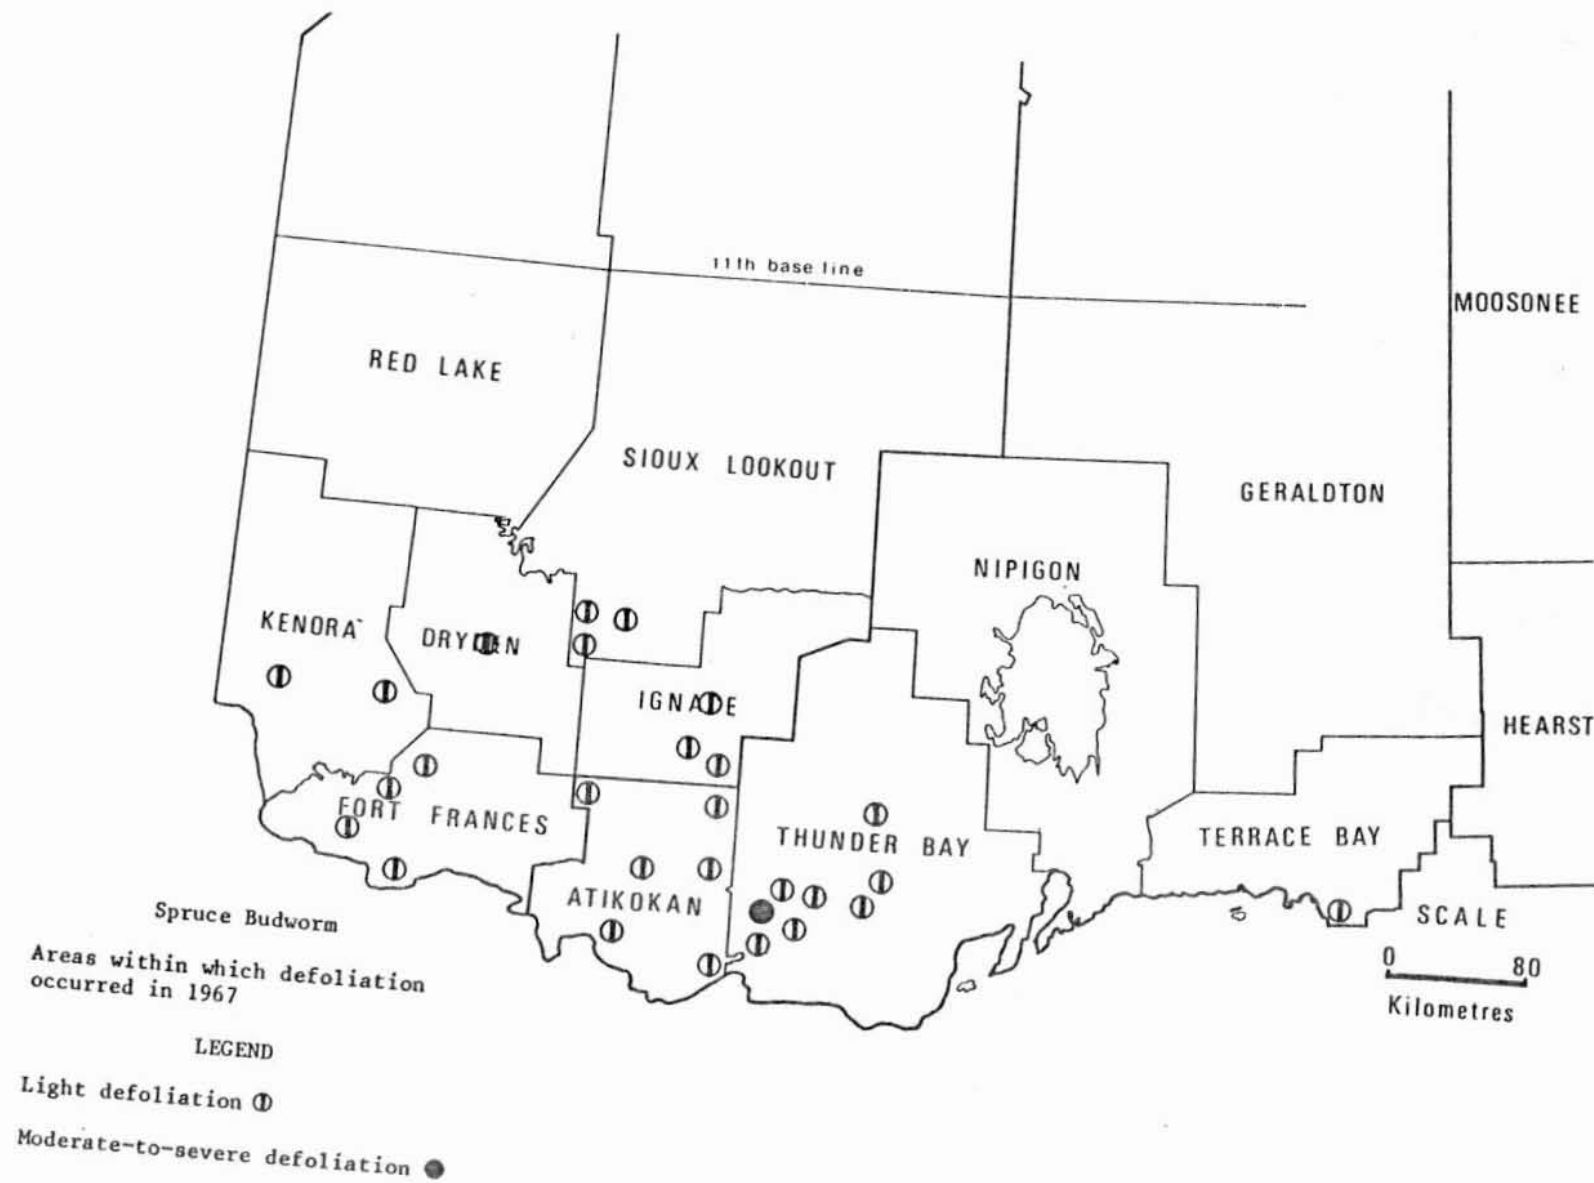 11th base line
MOOSONEE
RED LAKE
SIOUX LOOKOUT
GERALDTON
NIPIGON
KENORA
DRYDEN
IGNACE
HEARST
FORT FRANCES
THUNDER BAY
TERRACE BAY
ATIKOKAN
SCALE
0 80
Kilometres
Spruce Budworm
Areas within which defoliation
occurred in 1967
LEGEND
Light defoliation
Moderate-to-severe defoliation